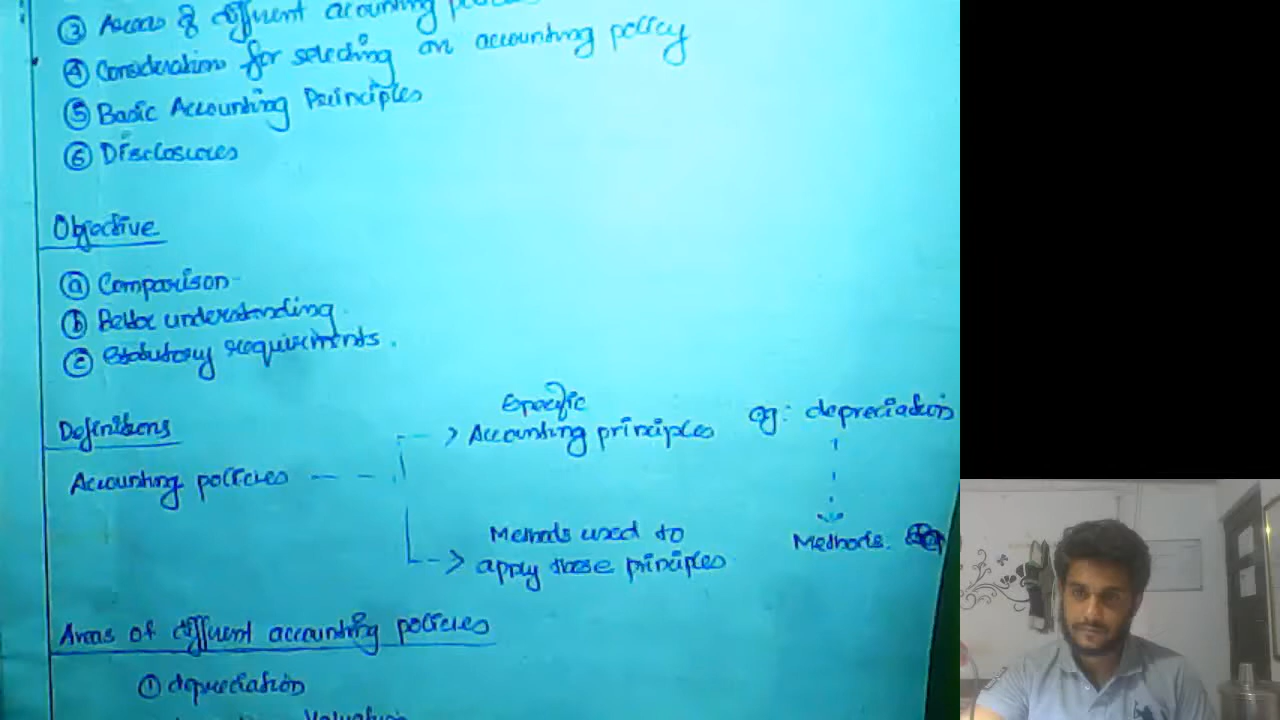 ③ Areas of different accounting
④ Consideration for selecting an accounting policy
⑤ Basic Accounting Principles
⑥ Disclosures
Objective
ⓐ Comparison
ⓑ Better understanding.
ⓒ Statutory requirements.
Definitions
Accounting policies
Specific
Accounting principles
eg: depreciation
Methods used to
apply these principles
Methods.
Areas of different accounting policies
① depreciation
Valuation